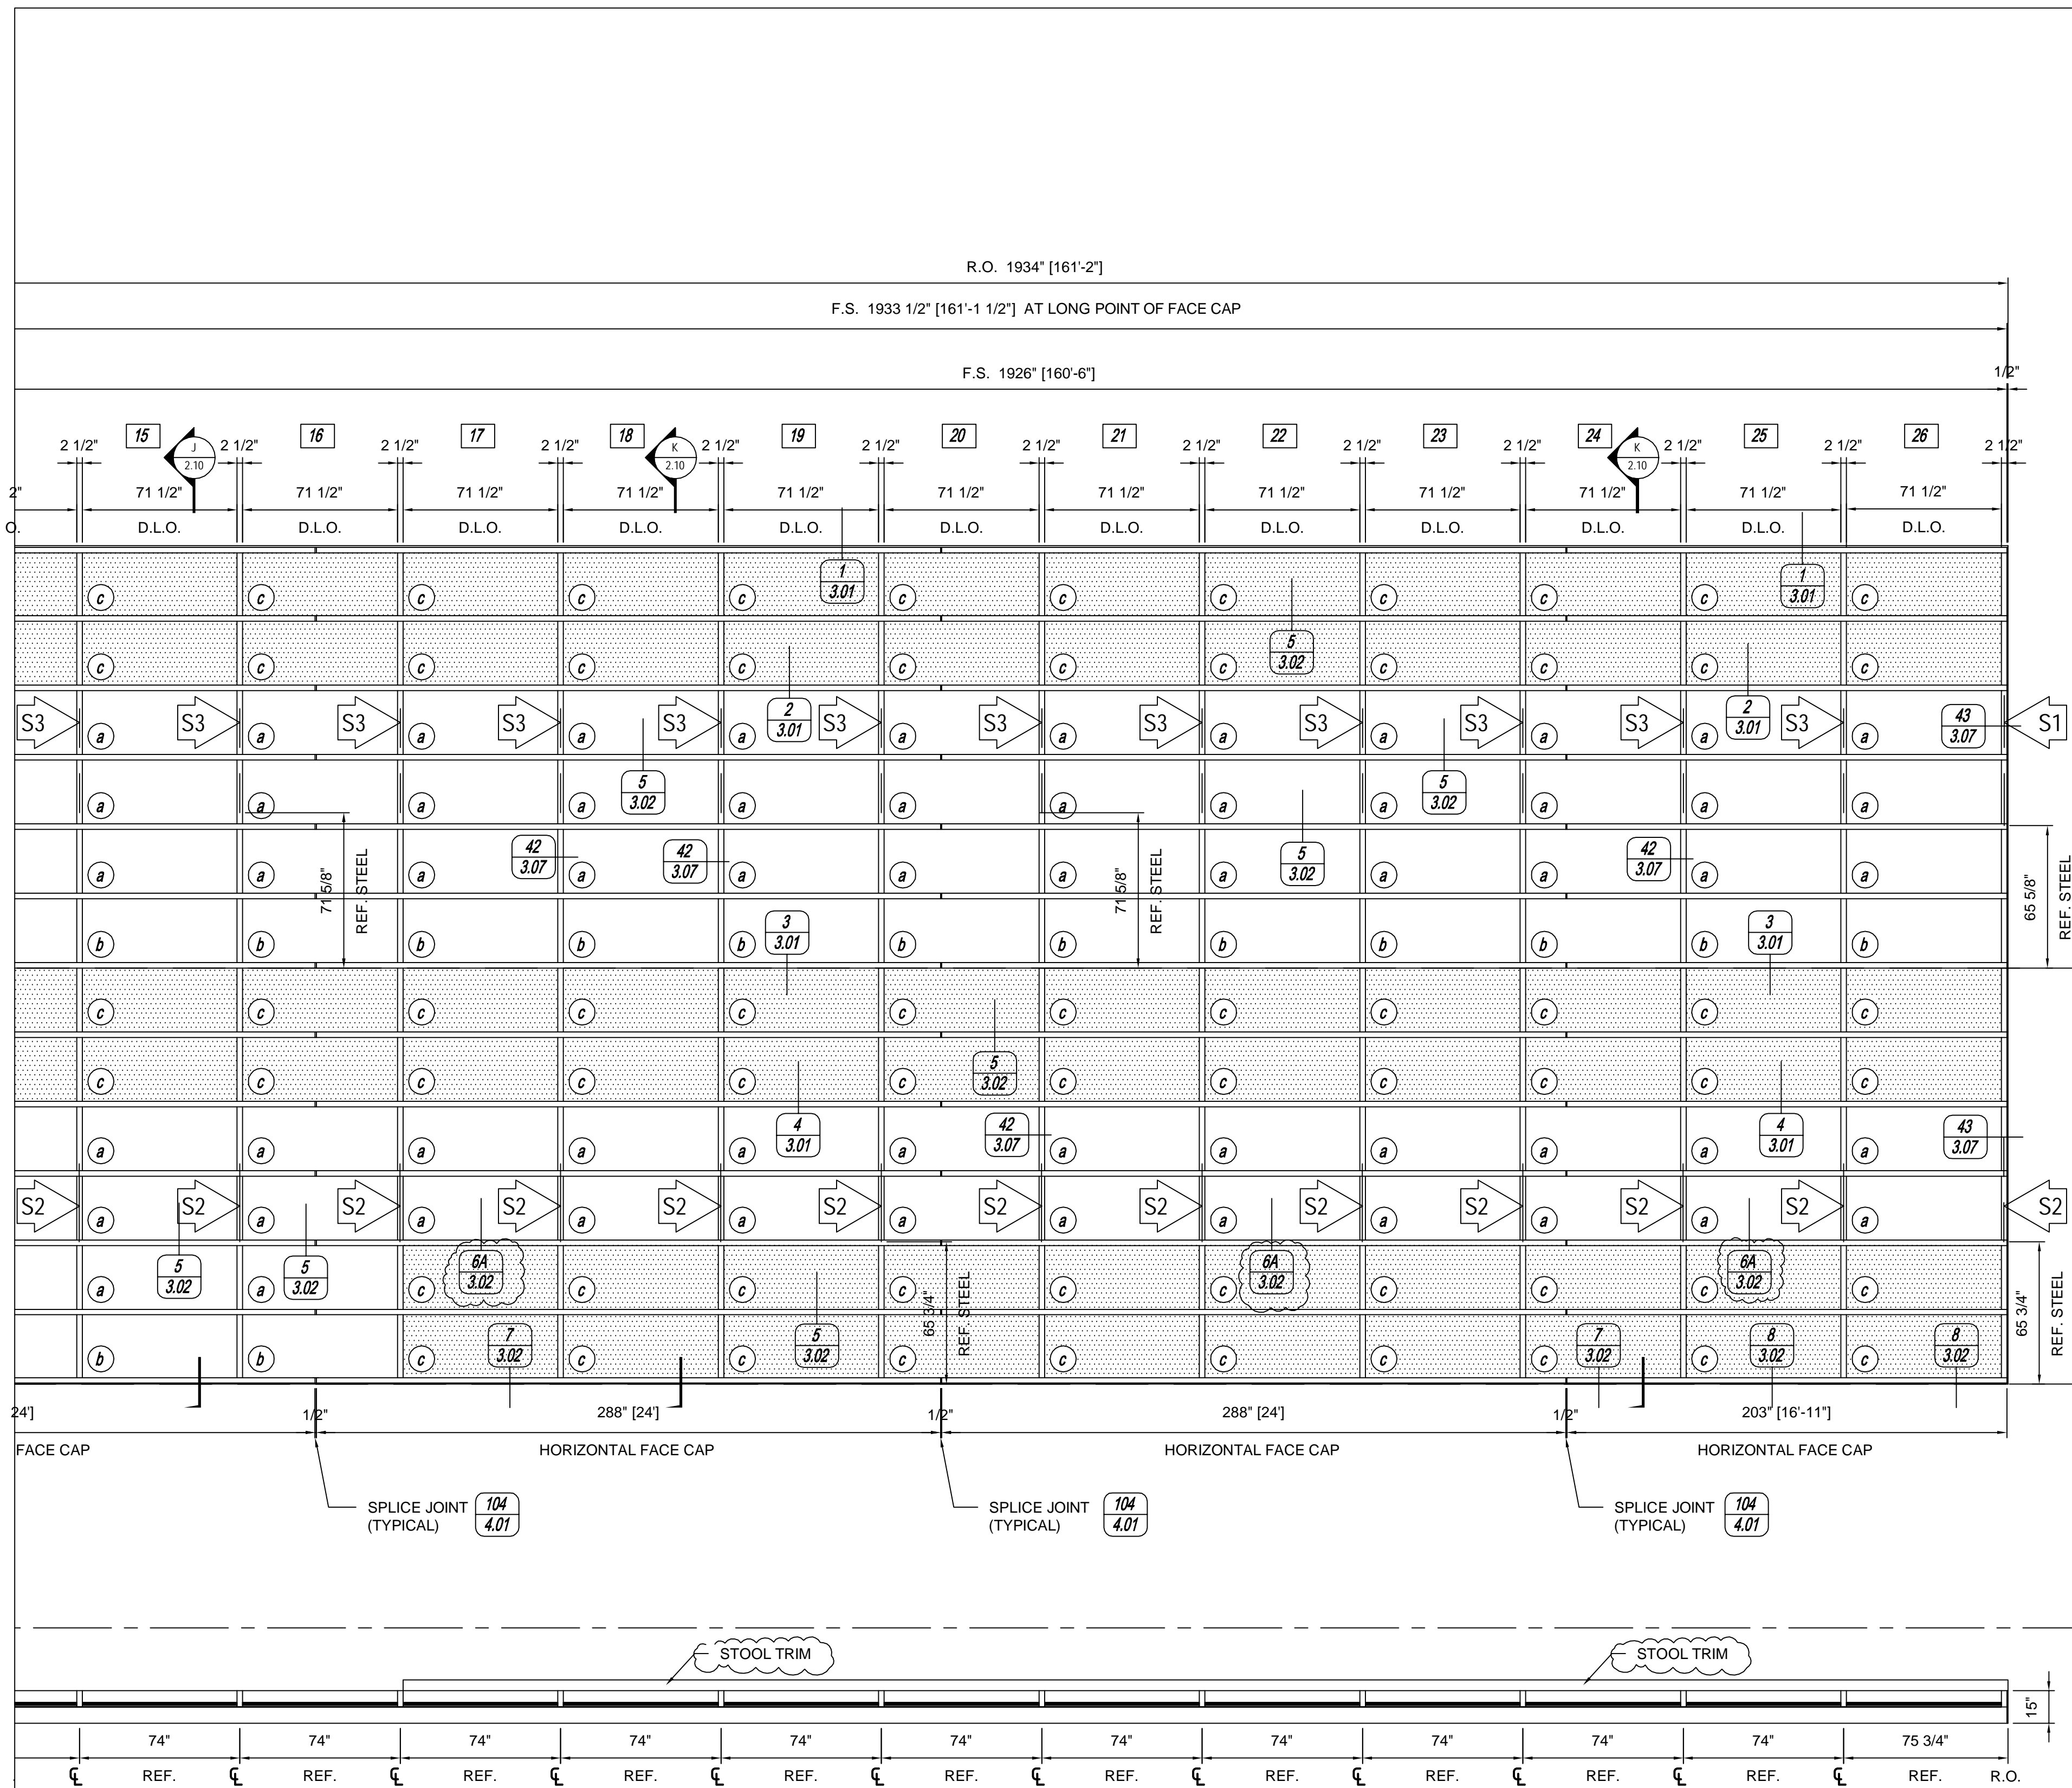 R.O. 1934" [161'-2"]
F.S. 1933 1/2" [161'-1 1/2"] AT LONG POINT OF FACE CAP
F.S. 1926" [160'-6"]
1/2"
15 16 17 18 19 20 21 22 23 24 25 26
J K K
2.10 2.10 2.10
2 1/2" 2 1/2" 2 1/2" 2 1/2" 2 1/2" 2 1/2" 2 1/2" 2 1/2" 2 1/2" 2 1/2" 2 1/2" 2 1/2" 2 1/2"
2" 71 1/2" 71 1/2" 71 1/2" 71 1/2" 71 1/2" 71 1/2" 71 1/2" 71 1/2" 71 1/2" 71 1/2" 71 1/2" 71 1/2"
O. D.L.O. D.L.O. D.L.O. D.L.O. D.L.O. D.L.O. D.L.O. D.L.O. D.L.O. D.L.O. D.L.O. D.L.O.
1 1
3.01 3.01
c c c c c c c c c c c c
5
3.02
c c c c c c c c c c c c
S3 S3 S3 S3 S3 S3 S3 S3 S3 S3 S3 S3 S1
2 2 43
3.01 3.01 3.07
a a a a a a a a a a a a
5 5
3.02 3.02
a a a a a a a a a a a a
42 42 5 42
3.07 3.07 3.02 3.07
a a a a a a a a a a a a
71 5/8" 71 5/8" 65 5/8"
REF. STEEL REF. STEEL REF. STEEL
3 3
3.01 3.01
b b b b b b b b b b b b
c c c c c c c c c c c c
5
3.02
c c c c c c c c c c c c
4 42 4 43
3.01 3.07 3.01 3.07
a a a a a a a a a a a a
S2 S2 S2 S2 S2 S2 S2 S2 S2 S2 S2 S2 S2
a a a a a a a a a a a a
5 5 6A 6A 6A
3.02 3.02 3.02 3.02 3.02
a a c c c c c c c c c c
65 3/4" 65 3/4"
REF. STEEL REF. STEEL
7 5 7 8 8
3.02 3.02 3.02 3.02 3.02
b b c c c c c c c c c c
24'] 1/2" 288" [24'] 1/2" 288" [24'] 1/2" 203" [16'-11"]
FACE CAP HORIZONTAL FACE CAP HORIZONTAL FACE CAP HORIZONTAL FACE CAP
SPLICE JOINT 104 SPLICE JOINT 104 SPLICE JOINT 104
(TYPICAL) 4.01 (TYPICAL) 4.01 (TYPICAL) 4.01
STOOL TRIM STOOL TRIM
15"
74" 74" 74" 74" 74" 74" 74" 74" 74" 74" 74" 75 3/4"
℄ REF. ℄ REF. ℄ REF. ℄ REF. ℄ REF. ℄ REF. ℄ REF. ℄ REF. ℄ REF. ℄ REF. ℄ REF. ℄ REF. R.O.